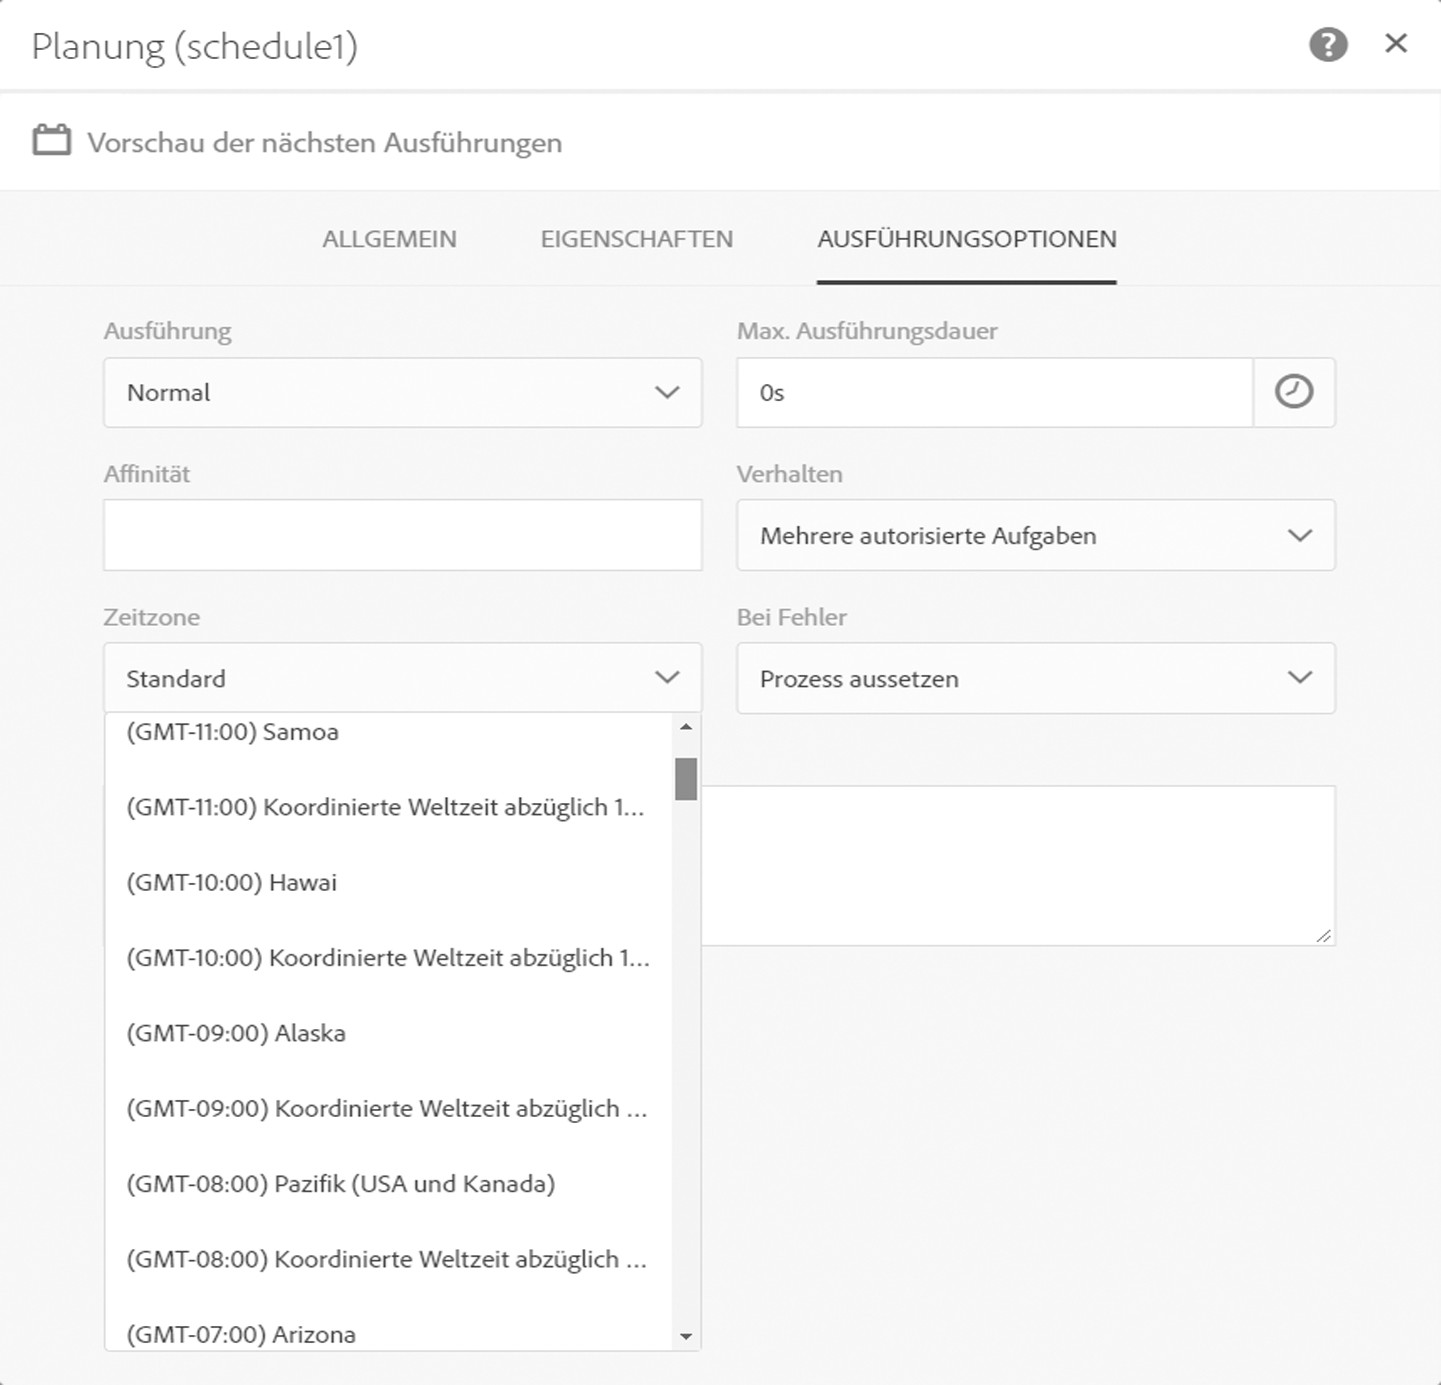 Planung (schedule1)
?
Vorschau der nächsten Ausführungen
ALLGEMEIN EIGENSCHAFTEN AUSFÜHRUNGSOPTIONEN
Ausführung Max. Ausführungsdauer
Normal 0s
Affinität Verhalten
Mehrere autorisierte Aufgaben
Zeitzone Bei Fehler
Standard Prozess aussetzen
(GMT-11:00) Samoa
(GMT-11:00) Koordinierte Weltzeit abzüglich 1...
(GMT-10:00) Hawai
(GMT-10:00) Koordinierte Weltzeit abzüglich 1...
(GMT-09:00) Alaska
(GMT-09:00) Koordinierte Weltzeit abzüglich ...
(GMT-08:00) Pazifik (USA und Kanada)
(GMT-08:00) Koordinierte Weltzeit abzüglich ...
(GMT-07:00) Arizona